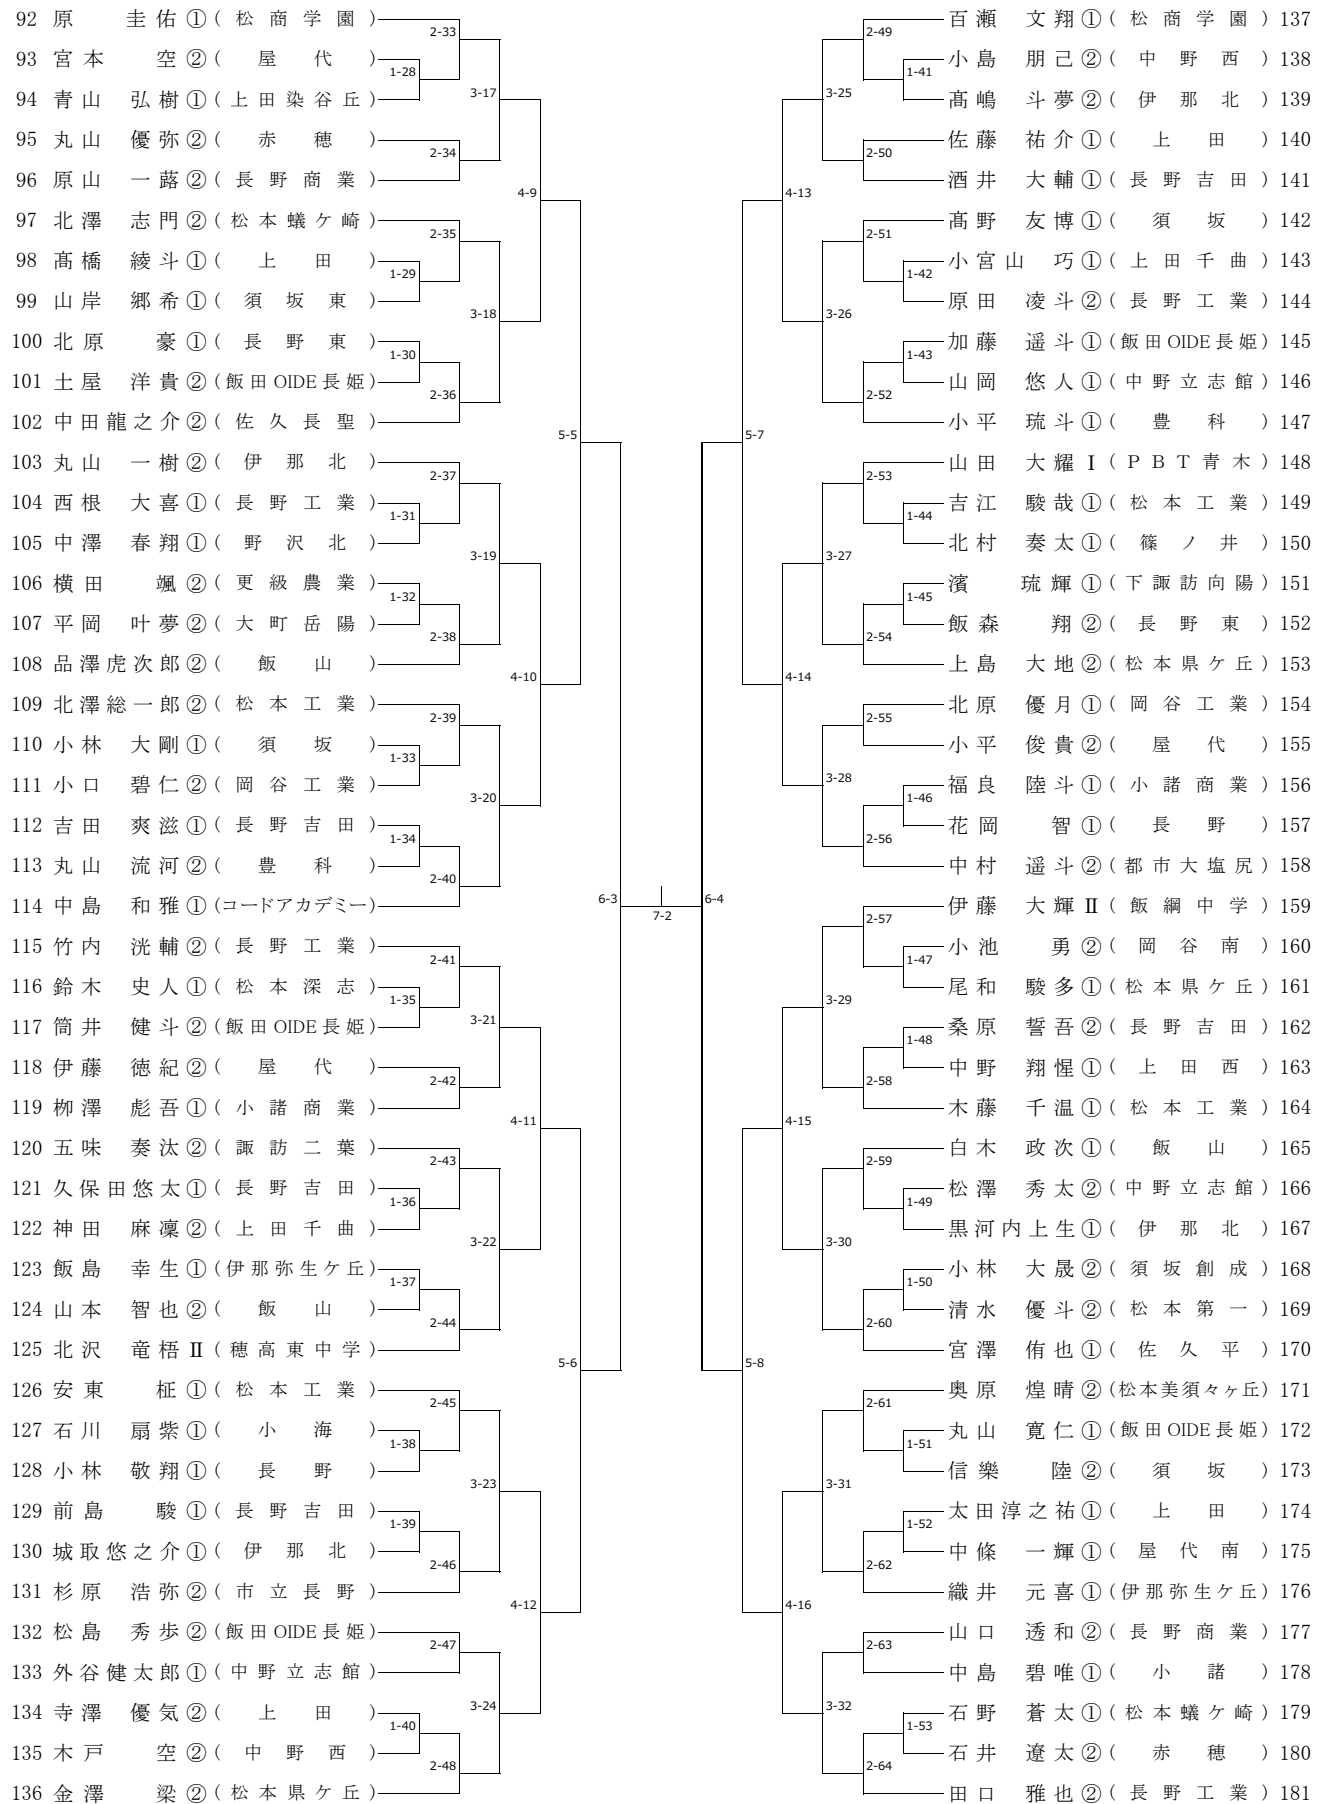 92 原 圭佑① (松商学園)
93 宮本 空② (屋代)
94 青山 弘樹① (上田染谷丘)
95 丸山 優弥② (赤穂)
96 原山 一蕗② (長野商業)
97 北澤 志門② (松本蟻ケ崎)
98 髙橋 綾斗① (上田)
99 山岸 郷希① (須坂東)
100 北原 豪① (長野東)
101 土屋 洋貴② (飯田OIDE長姫)
102 中田龍之介② (佐久長聖)
103 丸山 一樹② (伊那北)
104 西根 大喜① (長野工業)
105 中澤 春翔① (野沢北)
106 横田 颯② (更級農業)
107 平岡 叶夢② (大町岳陽)
108 品澤虎次郎② (飯山)
109 北澤総一郎② (松本工業)
110 小林 大剛① (須坂)
111 小口 碧仁② (岡谷工業)
112 吉田 爽滋① (長野吉田)
113 丸山 流河② (豊科)
114 中島 和雅① (コードアカデミー)
115 竹内 洸輔② (長野工業)
116 鈴木 史人① (松本深志)
117 筒井 健斗② (飯田OIDE長姫)
118 伊藤 徳紀② (屋代)
119 栁澤 彪吾① (小諸商業)
120 五味 奏汰② (諏訪二葉)
121 久保田悠太① (長野吉田)
122 神田 麻凜② (上田千曲)
123 飯島 幸生① (伊那弥生ケ丘)
124 山本 智也② (飯山)
125 北沢 竜梧Ⅱ (穂高東中学)
126 安東 柾① (松本工業)
127 石川 扇紫① (小海)
128 小林 敬翔① (長野)
129 前島 駿① (長野吉田)
130 城取悠之介① (伊那北)
131 杉原 浩弥② (市立長野)
132 松島 秀歩② (飯田OIDE長姫)
133 外谷健太郎① (中野立志館)
134 寺澤 優気② (上田)
135 木戸 空② (中野西)
136 金澤 梁② (松本県ケ丘)
2-33
1-28
3-17
2-34
4-9
2-35
1-29
3-18
1-30
2-36
5-5
2-37
1-31
3-19
1-32
2-38
4-10
2-39
1-33
3-20
1-34
2-40
6-3
2-41
1-35
3-21
2-42
4-11
2-43
1-36
3-22
1-37
2-44
5-6
2-45
1-38
3-23
1-39
2-46
4-12
2-47
3-24
1-40
2-48
7-2
2-49
1-41
3-25
2-50
4-13
2-51
1-42
3-26
1-43
2-52
5-7
2-53
1-44
3-27
1-45
2-54
4-14
2-55
3-28
1-46
2-56
6-4
2-57
1-47
3-29
1-48
2-58
4-15
2-59
1-49
3-30
1-50
2-60
5-8
2-61
1-51
3-31
1-52
2-62
4-16
2-63
3-32
1-53
2-64
百瀬 文翔① (松商学園) 137
小島 朋己② (中野西) 138
髙嶋 斗夢② (伊那北) 139
佐藤 祐介① (上田) 140
酒井 大輔① (長野吉田) 141
髙野 友博① (須坂) 142
小宮山 巧① (上田千曲) 143
原田 凌斗② (長野工業) 144
加藤 遥斗① (飯田OIDE長姫) 145
山岡 悠人① (中野立志館) 146
小平 琉斗① (豊科) 147
山田 大耀Ⅰ (PBT青木) 148
吉江 駿哉① (松本工業) 149
北村 奏太① (篠ノ井) 150
濱 琉輝① (下諏訪向陽) 151
飯森 翔② (長野東) 152
上島 大地② (松本県ケ丘) 153
北原 優月① (岡谷工業) 154
小平 俊貴② (屋代) 155
福良 陸斗① (小諸商業) 156
花岡 智① (長野) 157
中村 遥斗② (都市大塩尻) 158
伊藤 大輝Ⅱ (飯綱中学) 159
小池 勇② (岡谷南) 160
尾和 駿多① (松本県ケ丘) 161
桑原 誓吾② (長野吉田) 162
中野 翔惺① (上田西) 163
木藤 千温① (松本工業) 164
白木 政次① (飯山) 165
松澤 秀太② (中野立志館) 166
黒河内上生① (伊那北) 167
小林 大晟② (須坂創成) 168
清水 優斗② (松本第一) 169
宮澤 侑也① (佐久平) 170
奥原 煌晴② (松本美須々ヶ丘) 171
丸山 寛仁① (飯田OIDE長姫) 172
信樂 陸② (須坂) 173
太田淳之祐① (上田) 174
中條 一輝① (屋代南) 175
織井 元喜① (伊那弥生ケ丘) 176
山口 透和② (長野商業) 177
中島 碧唯① (小諸) 178
石野 蒼太① (松本蟻ケ崎) 179
石井 遼太② (赤穂) 180
田口 雅也② (長野工業) 181